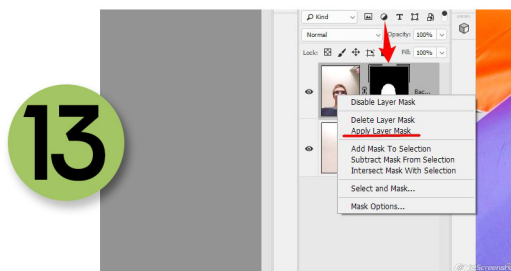 13
Kind
T
Normal
Opacity: 100%
Lock:
Fill: 100%
Bac...
Disable Layer Mask
Delete Layer Mask
Apply Layer Mask
Add Mask To Selection
Subtract Mask From Selection
Intersect Mask With Selection
Select and Mask...
Mask Options...